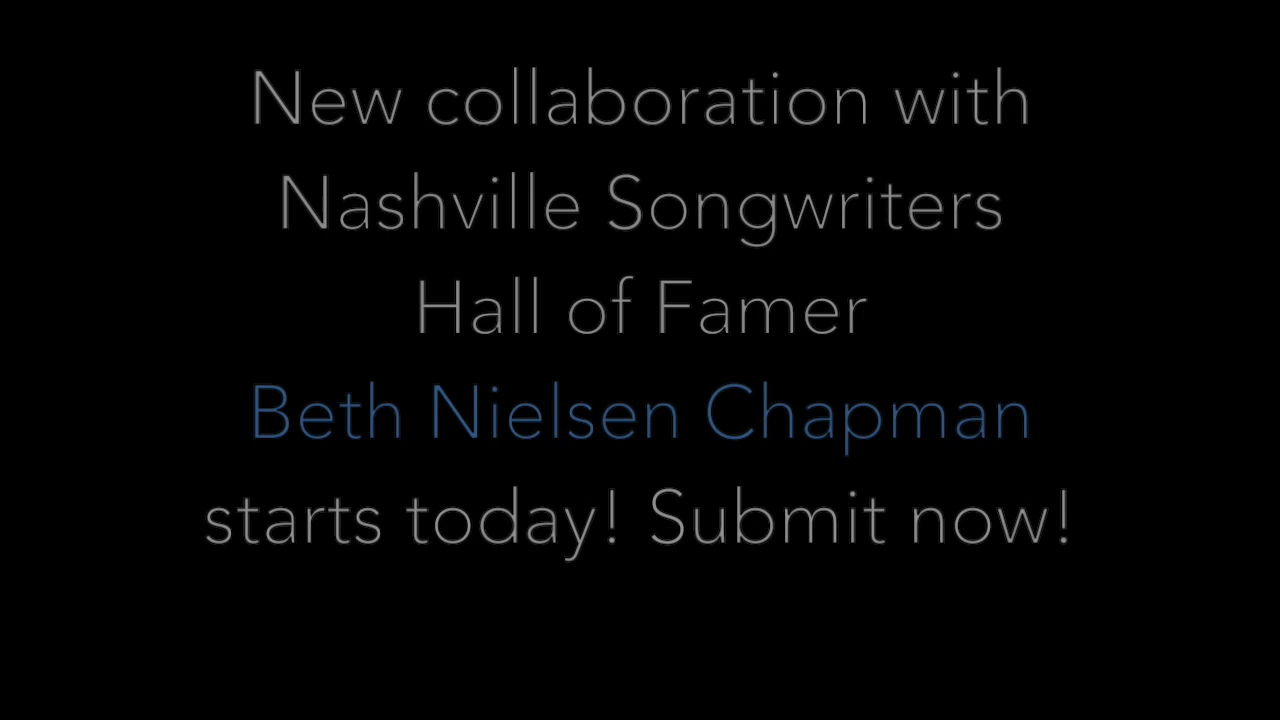 New collaboration with
Nashville Songwriters
Hall of Famer
Beth Nielsen Chapman
starts today! Submit now!